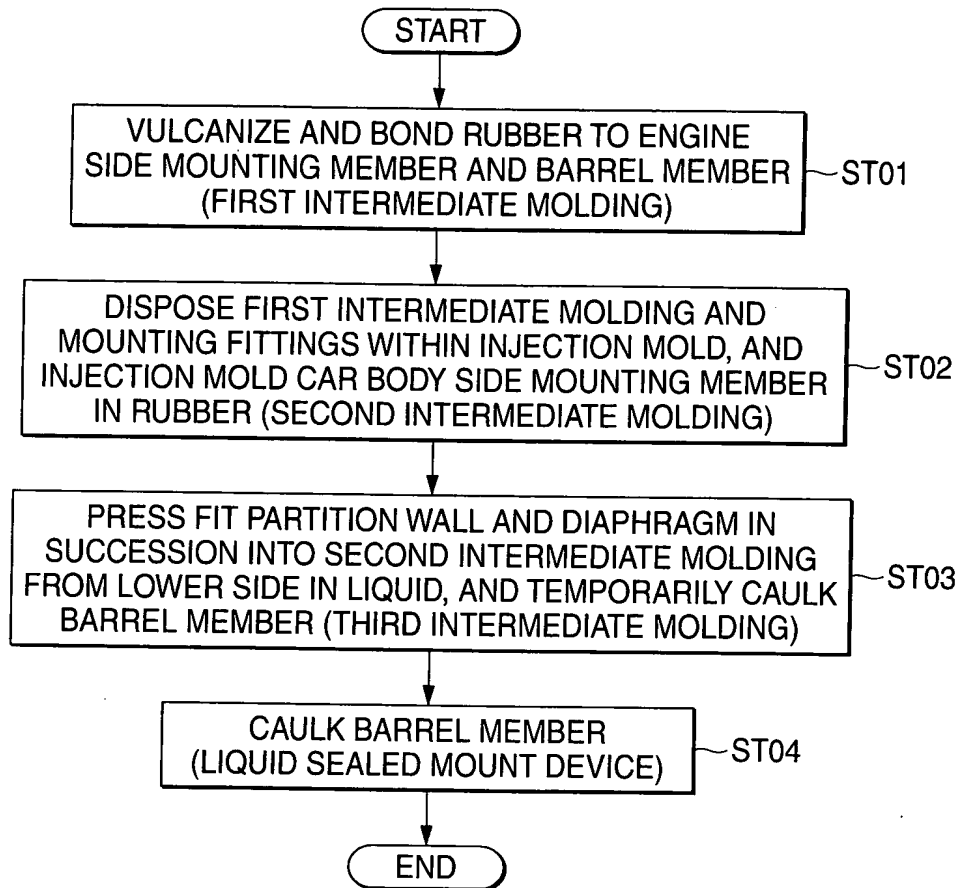 START
VULCANIZE AND BOND RUBBER TO ENGINE
SIDE MOUNTING MEMBER AND BARREL MEMBER
(FIRST INTERMEDIATE MOLDING)
ST01
DISPOSE FIRST INTERMEDIATE MOLDING AND
MOUNTING FITTINGS WITHIN INJECTION MOLD, AND
INJECTION MOLD CAR BODY SIDE MOUNTING MEMBER
IN RUBBER (SECOND INTERMEDIATE MOLDING)
ST02
PRESS FIT PARTITION WALL AND DIAPHRAGM IN
SUCCESSION INTO SECOND INTERMEDIATE MOLDING
FROM LOWER SIDE IN LIQUID, AND TEMPORARILY CAULK
BARREL MEMBER (THIRD INTERMEDIATE MOLDING)
ST03
CAULK BARREL MEMBER
(LIQUID SEALED MOUNT DEVICE)
ST04
END